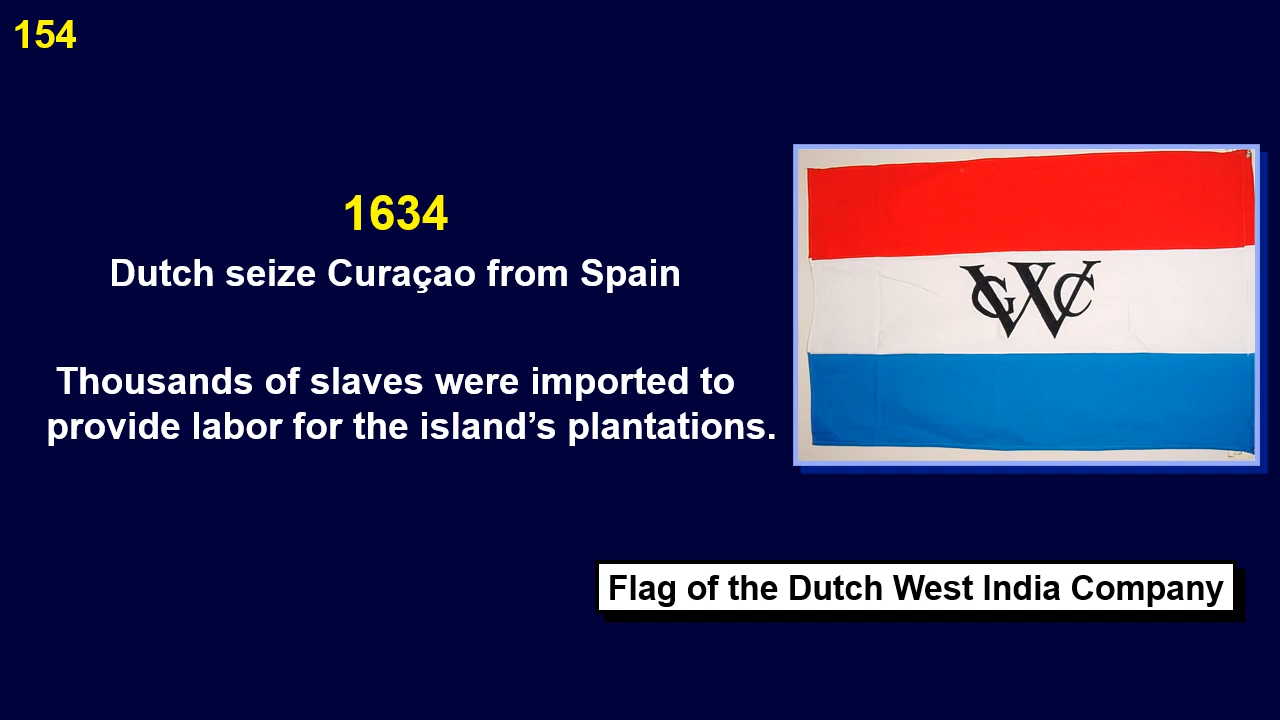 154
1634
Dutch seize Curaçao from Spain
Thousands of slaves were imported to
provide labor for the island’s plantations.
GWC
Flag of the Dutch West India Company